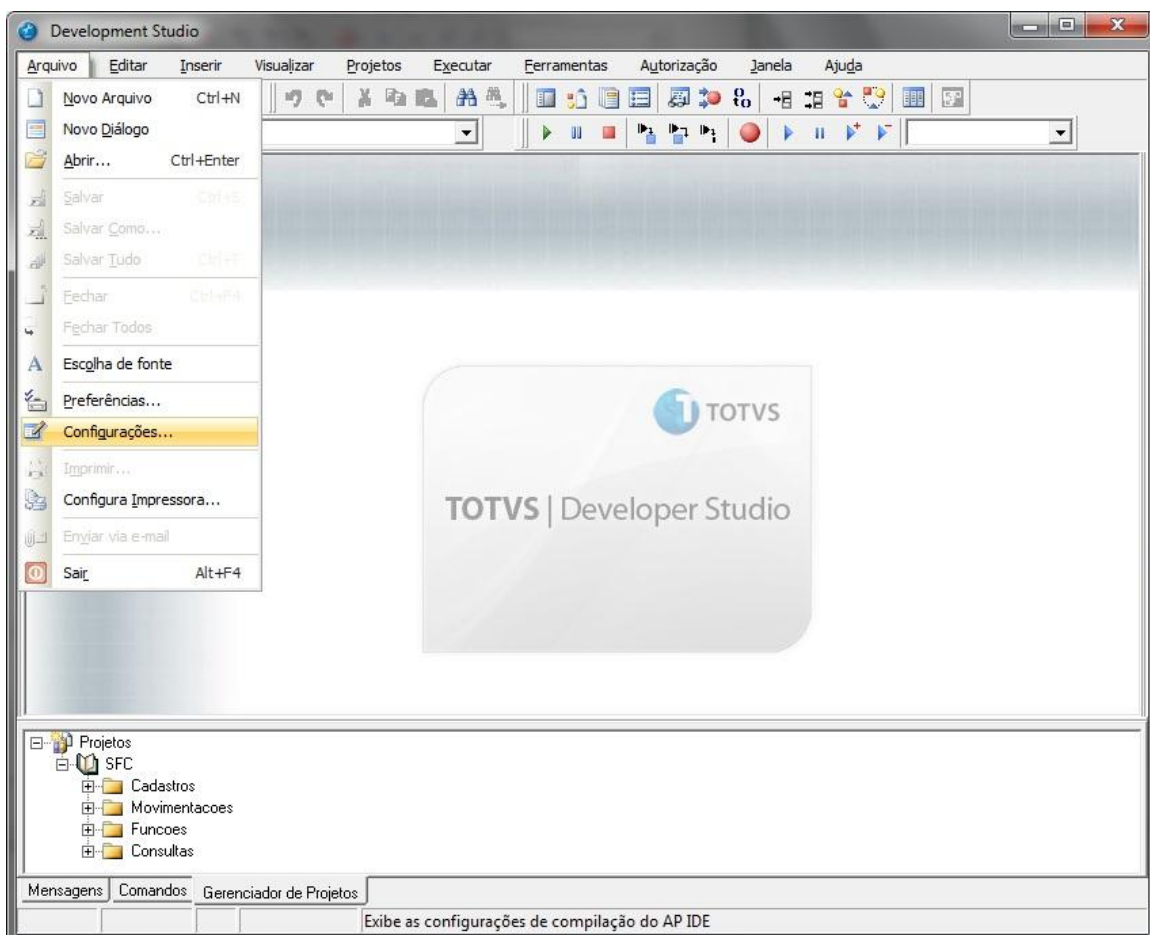 Development Studio
Arquivo Editar Inserir Visualizar Projetos Executar Ferramentas Autorização Janela Ajuda
Novo Arquivo Ctrl+N
Novo Diálogo
Abrir... Ctrl+Enter
Salvar Ctrl+S
Salvar Como...
Salvar Tudo
Fechar Ctrl+F4
Fechar Todos
Escolha de fonte
Preferências...
Configurações...
Imprimir...
Configura Impressora...
Enviar via e-mail
Sair Alt+F4
TOTVS
TOTVS | Developer Studio
Projetos
SFC
Cadastros
Movimentacoes
Funcoes
Consultas
Mensagens Comandos Gerenciador de Projetos
Exibe as configurações de compilação do AP IDE